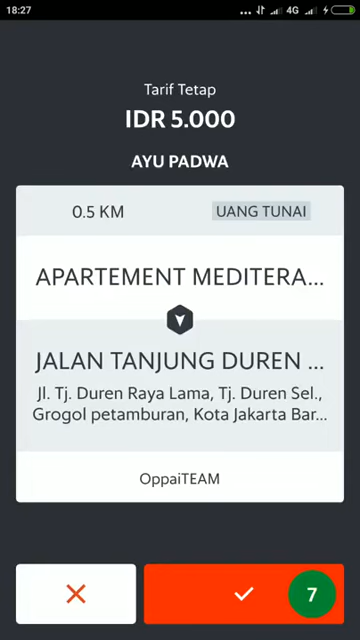 18:27
... 4G
Tarif Tetap
IDR 5.000
AYU PADWA
0.5 KM
UANG TUNAI
APARTEMENT MEDITERA...
JALAN TANJUNG DUREN ...
Jl. Tj. Duren Raya Lama, Tj. Duren Sel.,
Grogol petamburan, Kota Jakarta Bar...
OppaiTEAM
7